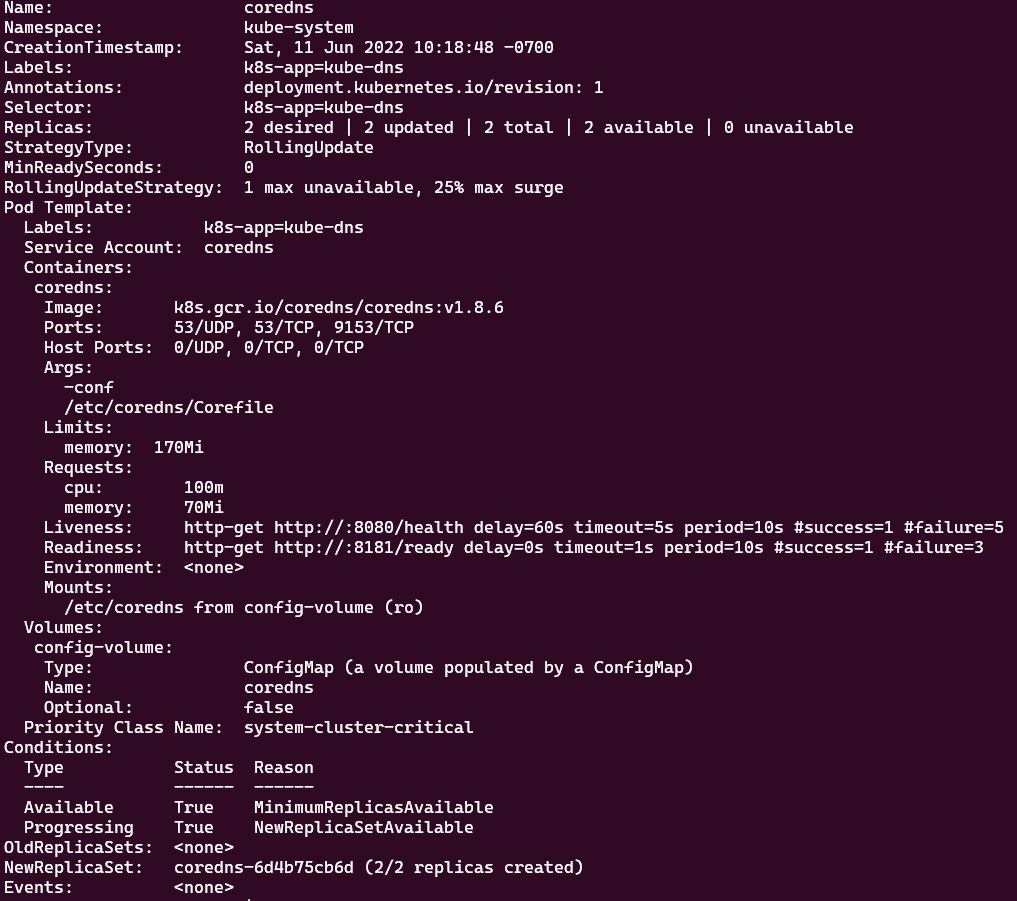 Name:                   coredns
Namespace:              kube-system
CreationTimestamp:      Sat, 11 Jun 2022 10:18:48 -0700
Labels:                 k8s-app=kube-dns
Annotations:            deployment.kubernetes.io/revision: 1
Selector:               k8s-app=kube-dns
Replicas:               2 desired | 2 updated | 2 total | 2 available | 0 unavailable
StrategyType:           RollingUpdate
MinReadySeconds:        0
RollingUpdateStrategy:  1 max unavailable, 25% max surge
Pod Template:
  Labels:           k8s-app=kube-dns
  Service Account:  coredns
  Containers:
   coredns:
    Image:       k8s.gcr.io/coredns/coredns:v1.8.6
    Ports:       53/UDP, 53/TCP, 9153/TCP
    Host Ports:  0/UDP, 0/TCP, 0/TCP
    Args:
      -conf
      /etc/coredns/Corefile
    Limits:
      memory:  170Mi
    Requests:
      cpu:        100m
      memory:     70Mi
    Liveness:     http-get http://:8080/health delay=60s timeout=5s period=10s #success=1 #failure=5
    Readiness:    http-get http://:8181/ready delay=0s timeout=1s period=10s #success=1 #failure=3
    Environment:  <none>
    Mounts:
      /etc/coredns from config-volume (ro)
  Volumes:
   config-volume:
    Type:               ConfigMap (a volume populated by a ConfigMap)
    Name:               coredns
    Optional:           false
  Priority Class Name:  system-cluster-critical
Conditions:
  Type           Status  Reason
  ----           ------  ------
  Available      True    MinimumReplicasAvailable
  Progressing    True    NewReplicaSetAvailable
OldReplicaSets:  <none>
NewReplicaSet:   coredns-6d4b75cb6d (2/2 replicas created)
Events:          <none>